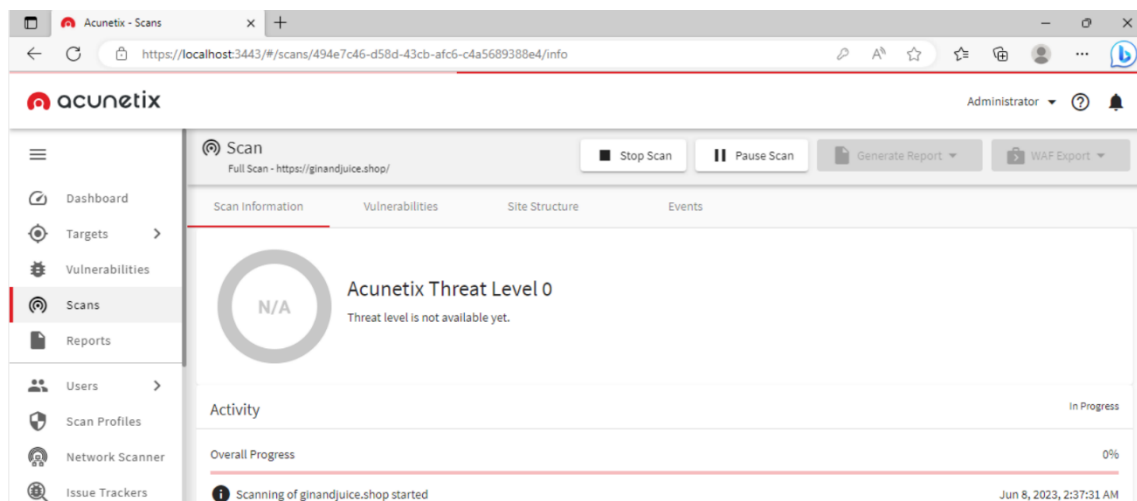 Acunetix - Scans
https://localhost:3443/#/scans/494e7c46-d58d-43cb-afc6-c4a5689388e4/info
acunetix
Administrator
Scan
Full Scan - https://ginandjuice.shop/
Stop Scan
Pause Scan
Generate Report
WAF Export
Dashboard
Targets
Vulnerabilities
Scans
Reports
Users
Scan Profiles
Network Scanner
Issue Trackers
Scan Information
Vulnerabilities
Site Structure
Events
N/A
Acunetix Threat Level 0
Threat level is not available yet.
Activity
In Progress
Overall Progress
0%
Scanning of ginandjuice.shop started
Jun 8, 2023, 2:37:31 AM